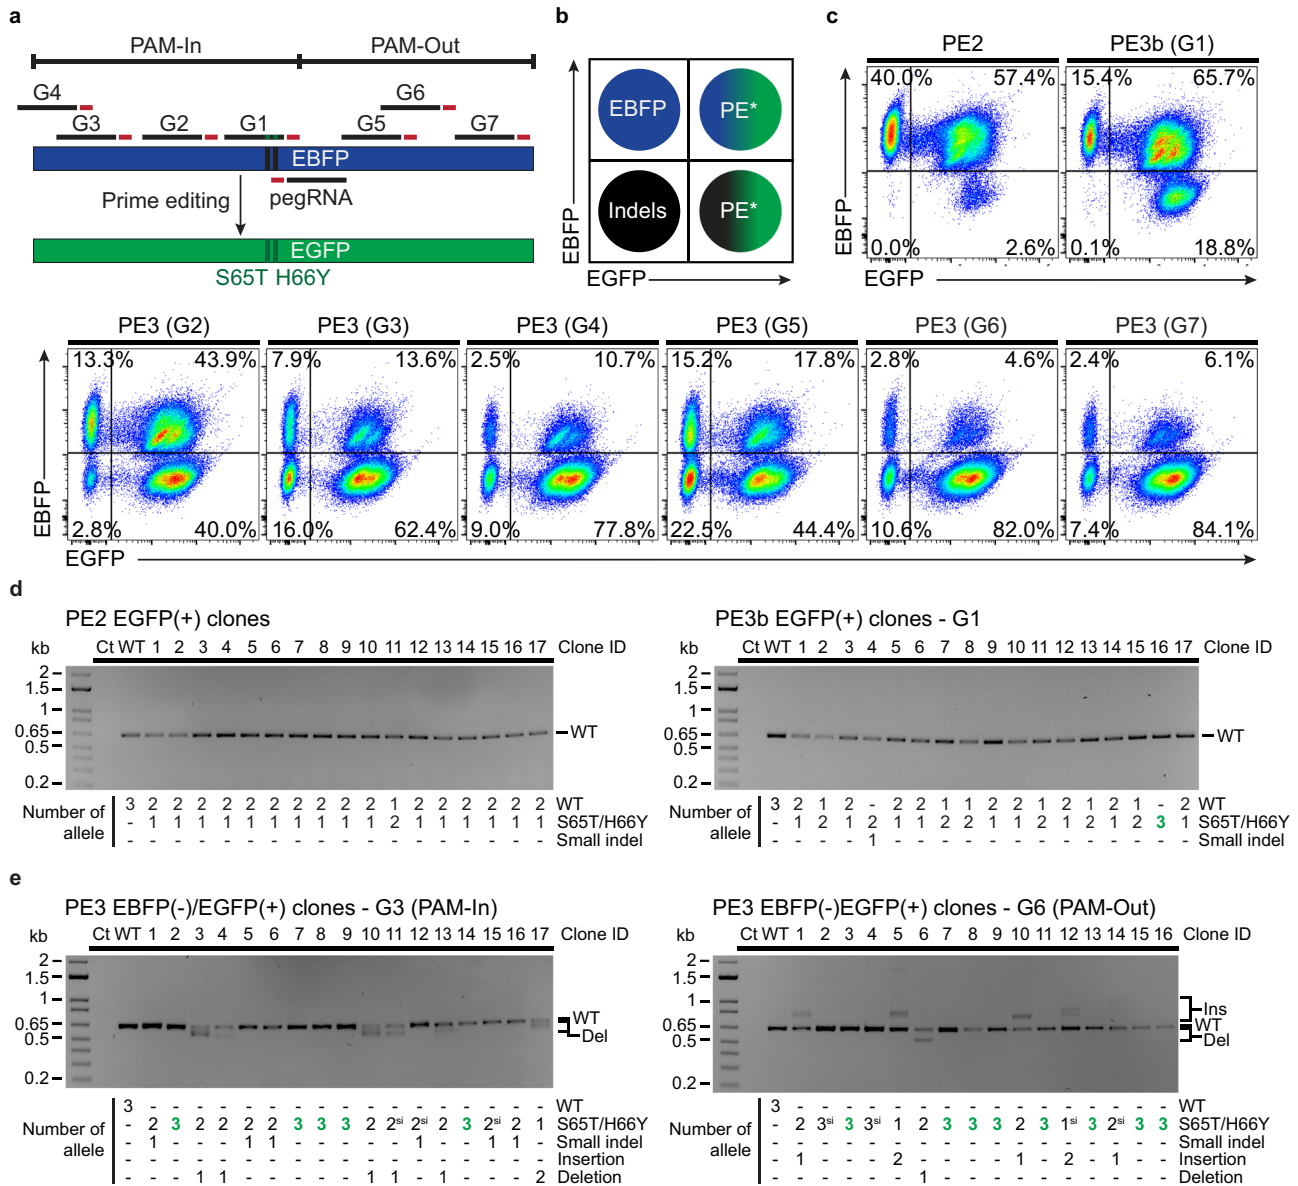 a
PAM-In PAM-Out
G4 G6
G3 G2 G1 G5 G7
EBFP
Prime editing pegRNA
EGFP
S65T H66Y
b
EBFP PE*
Indels PE*
EBFP
EGFP
c
PE2 PE3b (G1)
40.0% 57.4% 15.4% 65.7%
0.0% 2.6% 0.1% 18.8%
EBFP
EGFP
PE3 (G2) PE3 (G3) PE3 (G4) PE3 (G5) PE3 (G6) PE3 (G7)
13.3% 43.9% 7.9% 13.6% 2.5% 10.7% 15.2% 17.8% 2.8% 4.6% 2.4% 6.1%
2.8% 40.0% 16.0% 62.4% 9.0% 77.8% 22.5% 44.4% 10.6% 82.0% 7.4% 84.1%
EBFP
EGFP
d
PE2 EGFP(+) clones
kb Ct WT 1 2 3 4 5 6 7 8 9 10 11 12 13 14 15 16 17 Clone ID
2
1.5
1
0.65
0.5
0.2
WT
Number of allele
3 2 2 2 2 2 2 2 2 2 2 1 2 2 2 2 2 2 WT
- 1 1 1 1 1 1 1 1 1 1 2 1 1 1 1 1 1 S65T/H66Y
- - - - - - - - - - - - - - - - - - Small indel
PE3b EGFP(+) clones - G1
kb Ct WT 1 2 3 4 5 6 7 8 9 10 11 12 13 14 15 16 17 Clone ID
2
1.5
1
0.65
0.5
0.2
WT
Number of allele
3 2 1 2 - 2 2 1 1 2 2 1 2 1 2 1 - 2 WT
- 1 2 1 2 1 1 2 2 1 1 2 1 2 1 2 3 1 S65T/H66Y
- - - - 1 - - - - - - - - - - - - - Small indel
e
PE3 EBFP(-)/EGFP(+) clones - G3 (PAM-In)
kb Ct WT 1 2 3 4 5 6 7 8 9 10 11 12 13 14 15 16 17 Clone ID
2
1.5
1
0.65
0.5
0.2
WT
Del
Number of allele
3 - - - - - - - - - - - - - - - - - WT
- 2 3 2 2 2 2 3 3 3 2 2si 2si 2 3 2si 2 1 S65T/H66Y
- 1 - - - 1 1 - - - - - 1 - - 1 1 - Small indel
- - - - - - - - - - - - - - - - - - Insertion
- - - 1 1 - - - - - 1 1 - 1 - - - 2 Deletion
PE3 EBFP(-)EGFP(+) clones - G6 (PAM-Out)
kb Ct WT 1 2 3 4 5 6 7 8 9 10 11 12 13 14 15 16 Clone ID
2
1.5
1
0.65
0.5
0.2
Ins
WT
Del
Number of allele
3 - - - - - - - - - - - - - - - - WT
- 2 3si 3 3si 1 2 3 3 3 2 3 1si 3 2si 3 3 S65T/H66Y
- - - - - - - - - - - - - - - - - Small indel
- 1 - - - 2 - - - - 1 - 2 - 1 - - Insertion
- - - - - - 1 - - - - - - - - - - Deletion